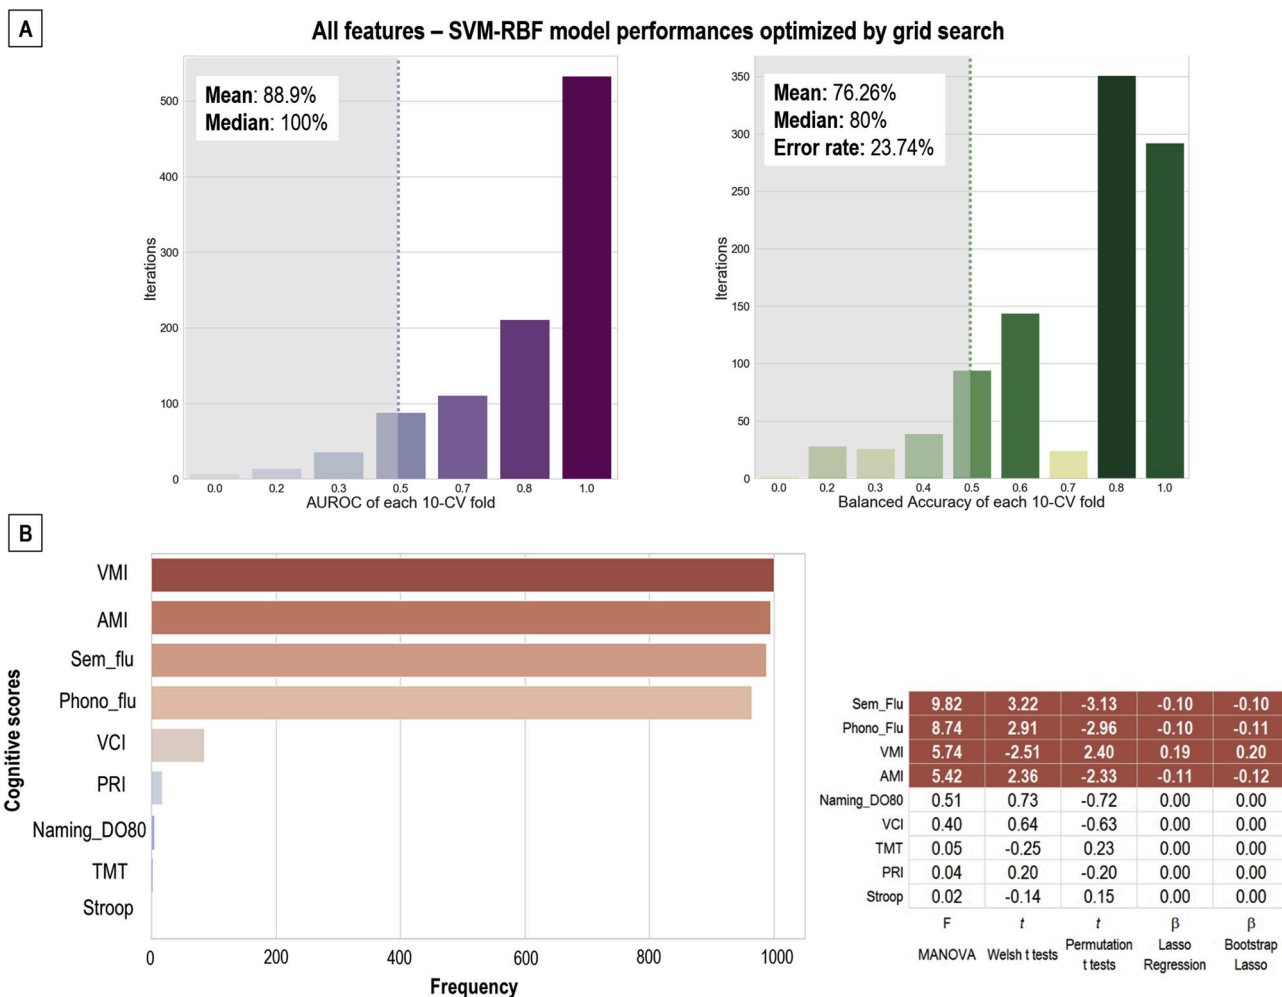 A
All features – SVM-RBF model performances optimized by grid search
Mean: 88.9%
Median: 100%
500
400
300
200
100
0
Iterations
0.0 0.2 0.3 0.5 0.7 0.8 1.0
AUROC of each 10-CV fold
Mean: 76.26%
Median: 80%
Error rate: 23.74%
350
300
250
200
150
100
50
0
Iterations
0.0 0.2 0.3 0.4 0.5 0.6 0.7 0.8 1.0
Balanced Accuracy of each 10-CV fold
B
Cognitive scores
VMI
AMI
Sem_flu
Phono_flu
VCI
PRI
Naming_DO80
TMT
Stroop
0 200 400 600 800 1000
Frequency
Sem_Flu 9.82 3.22 -3.13 -0.10 -0.10
Phono_Flu 8.74 2.91 -2.96 -0.10 -0.11
VMI 5.74 -2.51 2.40 0.19 0.20
AMI 5.42 2.36 -2.33 -0.11 -0.12
Naming_DO80 0.51 0.73 -0.72 0.00 0.00
VCI 0.40 0.64 -0.63 0.00 0.00
TMT 0.05 -0.25 0.23 0.00 0.00
PRI 0.04 0.20 -0.20 0.00 0.00
Stroop 0.02 -0.14 0.15 0.00 0.00
F t t β β
MANOVA Welsh t tests Permutation t tests Lasso Regression Bootstrap Lasso